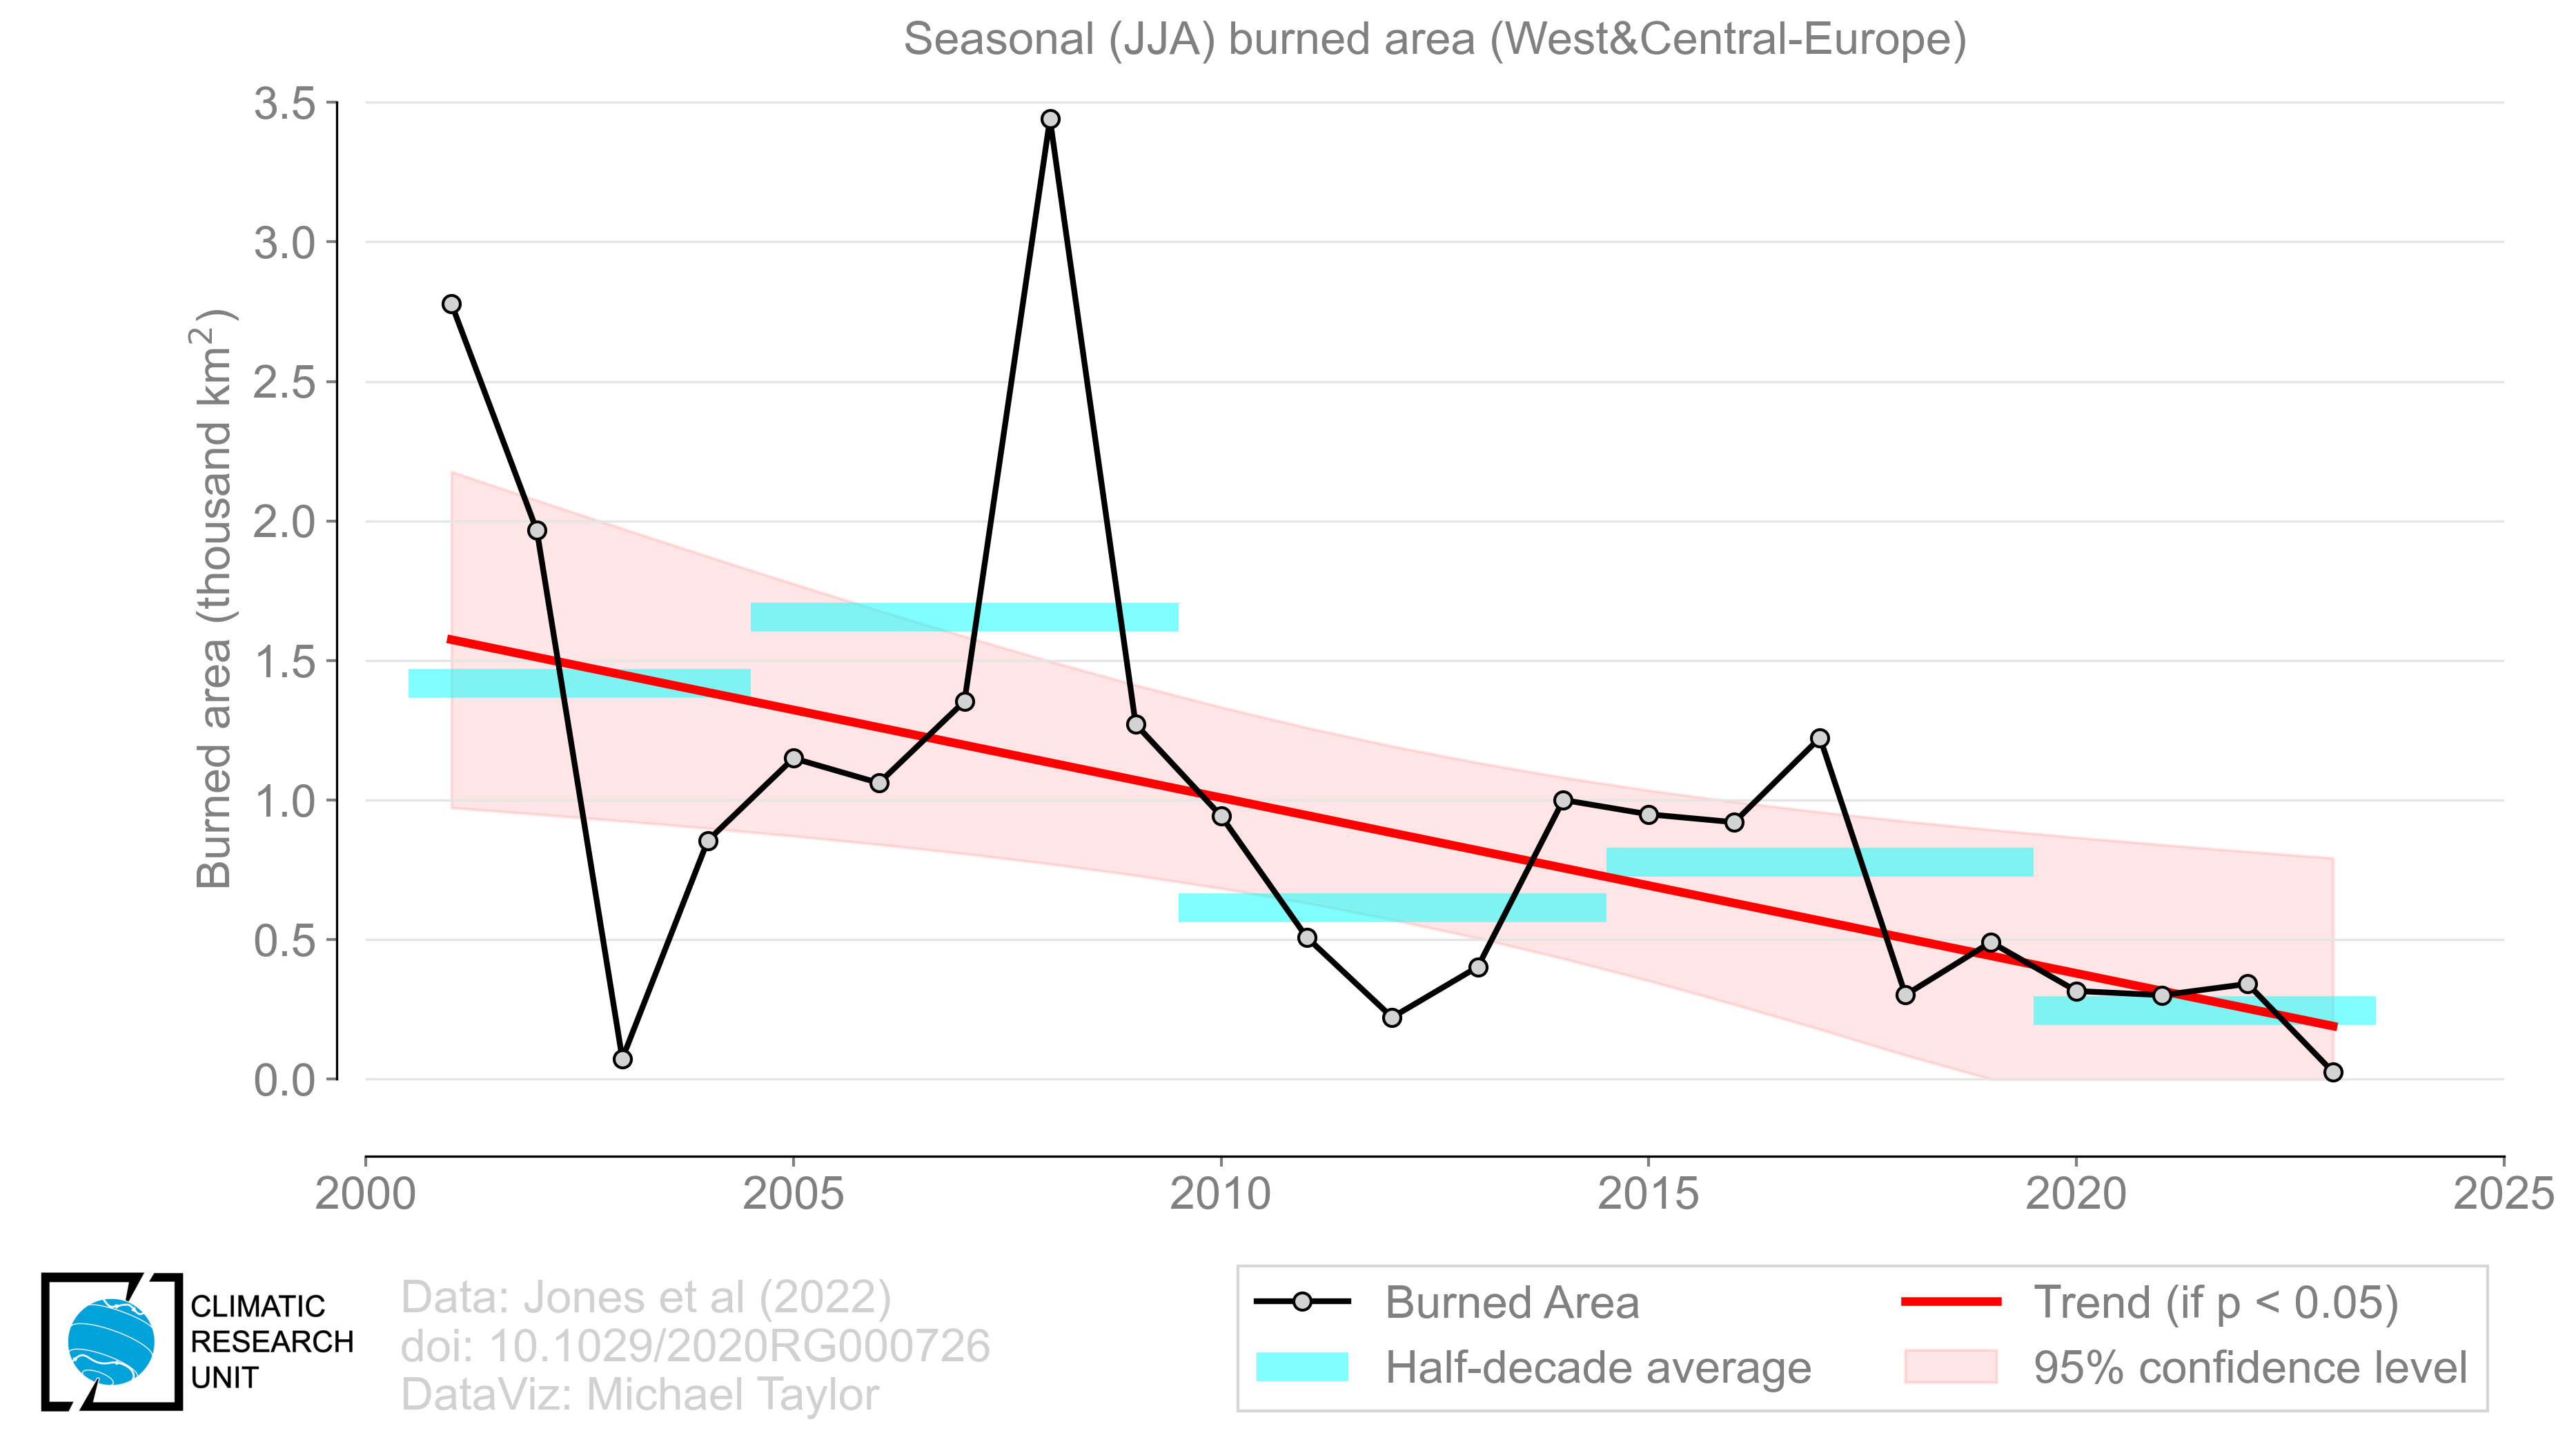 Seasonal (JJA) burned area (West&Central-Europe)
Burned area (thousand km²)
3.5
3.0
2.5
2.0
1.5
1.0
0.5
0.0
2000
2005
2010
2015
2020
2025
CLIMATIC
RESEARCH
UNIT
Data: Jones et al (2022)
doi: 10.1029/2020RG000726
DataViz: Michael Taylor
Burned Area
Half-decade average
Trend (if p < 0.05)
95% confidence level